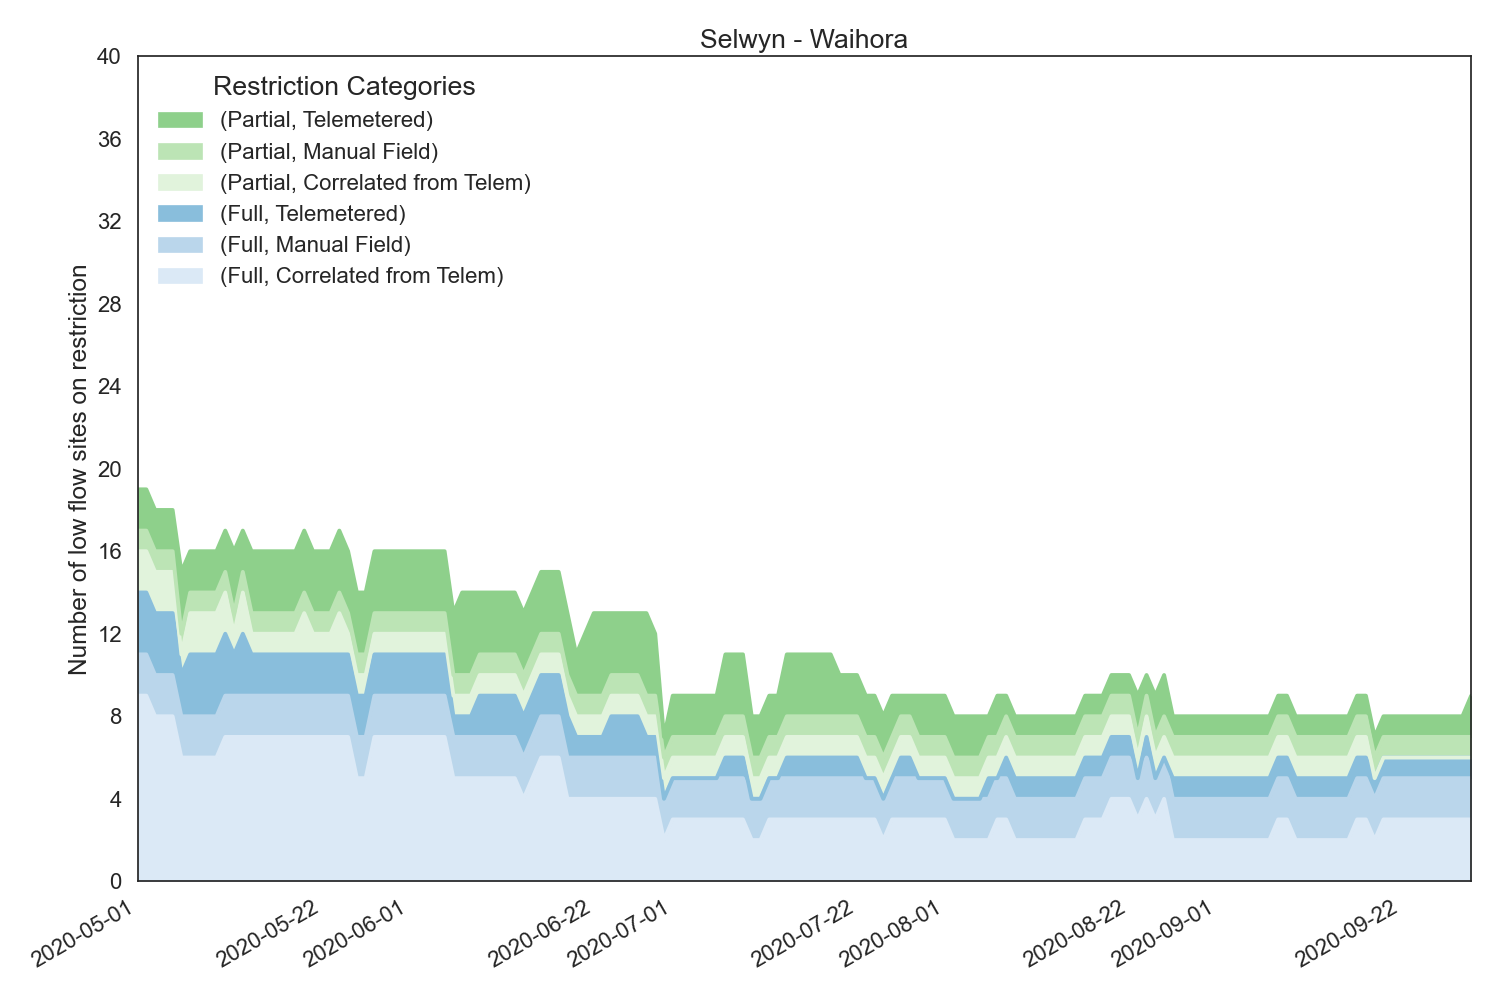 Selwyn - Waihora
Number of low flow sites on restriction
40
36
32
28
24
20
16
12
8
4
0
Restriction Categories
(Partial, Telemetered)
(Partial, Manual Field)
(Partial, Correlated from Telem)
(Full, Telemetered)
(Full, Manual Field)
(Full, Correlated from Telem)
2020-05-01
2020-05-22
2020-06-01
2020-06-22
2020-07-01
2020-07-22
2020-08-01
2020-08-22
2020-09-01
2020-09-22